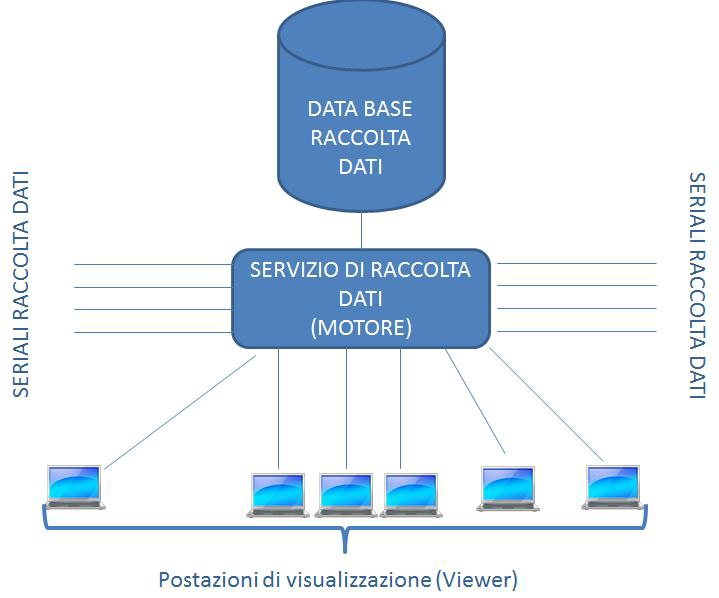 DATA BASE
RACCOLTA
DATI
SERIALI RACCOLTA DATI
SERVIZIO DI RACCOLTA
DATI
(MOTORE)
SERIALI RACCOLTA DATI
Postazioni di visualizzazione (Viewer)